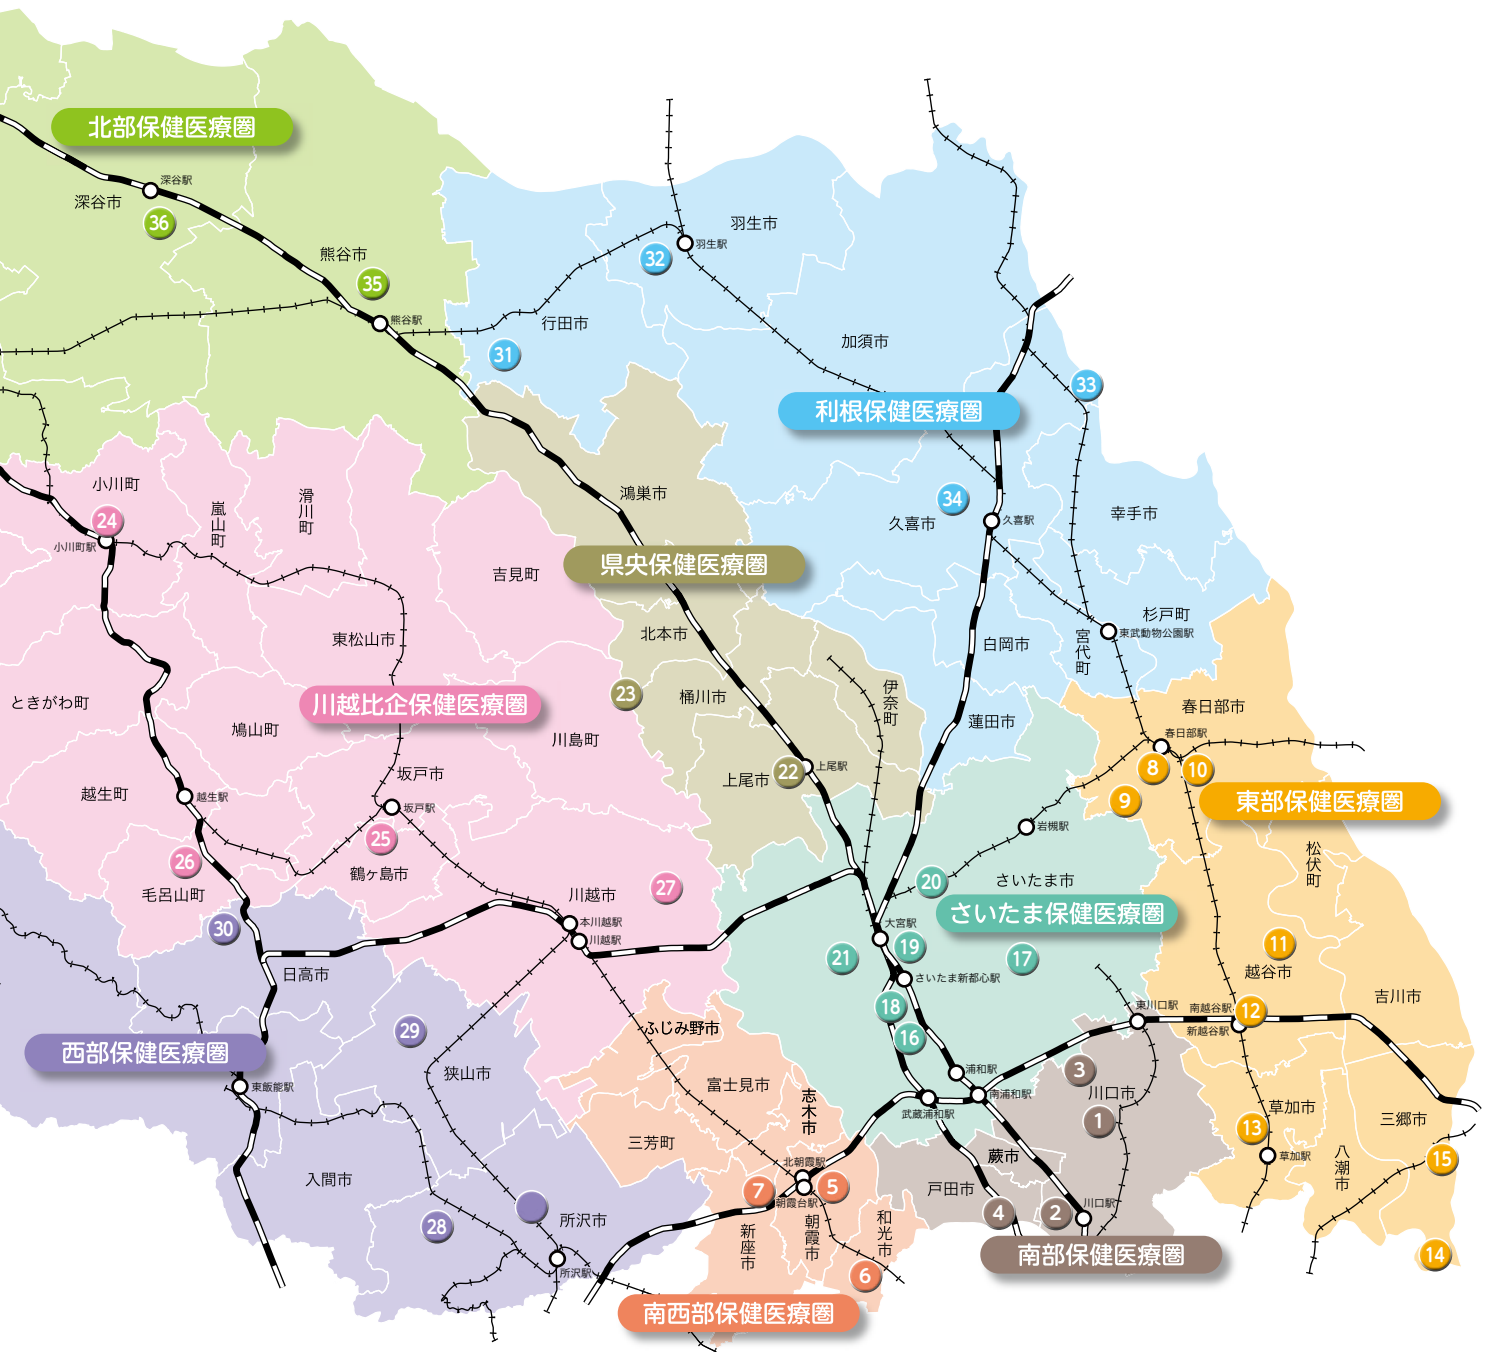 北部保健医療圏
深谷駅
深谷市
36
熊谷市
35
熊谷駅
羽生市
羽生駅
32
行田市
31
加須市
33
利根保健医療圏
小川町
24
小川町駅
嵐山町
滑川町
鴻巣市
34
久喜市
久喜駅
幸手市
県央保健医療圏
吉見町
東松山市
北本市
杉戸町
東武動物公園駅
宮代町
白岡市
ときがわ町
川越比企保健医療圏
23
桶川市
伊奈町
蓮田市
春日部市
春日部駅
鳩山町
川島町
8
10
9
東部保健医療圏
越生町
越生駅
坂戸市
坂戸駅
上尾市
22
上尾駅
岩槻駅
25
26
鶴ヶ島市
毛呂山町
30
27
川越市
本川越駅
川越駅
20
さいたま市
さいたま保健医療圏
松伏町
大宮駅
19
21
17
さいたま新都心駅
11
越谷市
日高市
18
16
東川口駅
南越谷駅
12
新越谷駅
吉川市
西部保健医療圏
29
ふじみ野市
東飯能駅
狭山市
富士見市
志木市
浦和駅
南浦和駅
武蔵浦和駅
3
川口市
1
三芳町
蕨市
13
草加市
草加駅
三郷市
八潮市
15
入間市
北朝霞駅
7
5
朝霞台駅
戸田市
4
2
川口駅
28
所沢市
所沢駅
新座市
朝霞市
和光市
6
南部保健医療圏
14
南西部保健医療圏